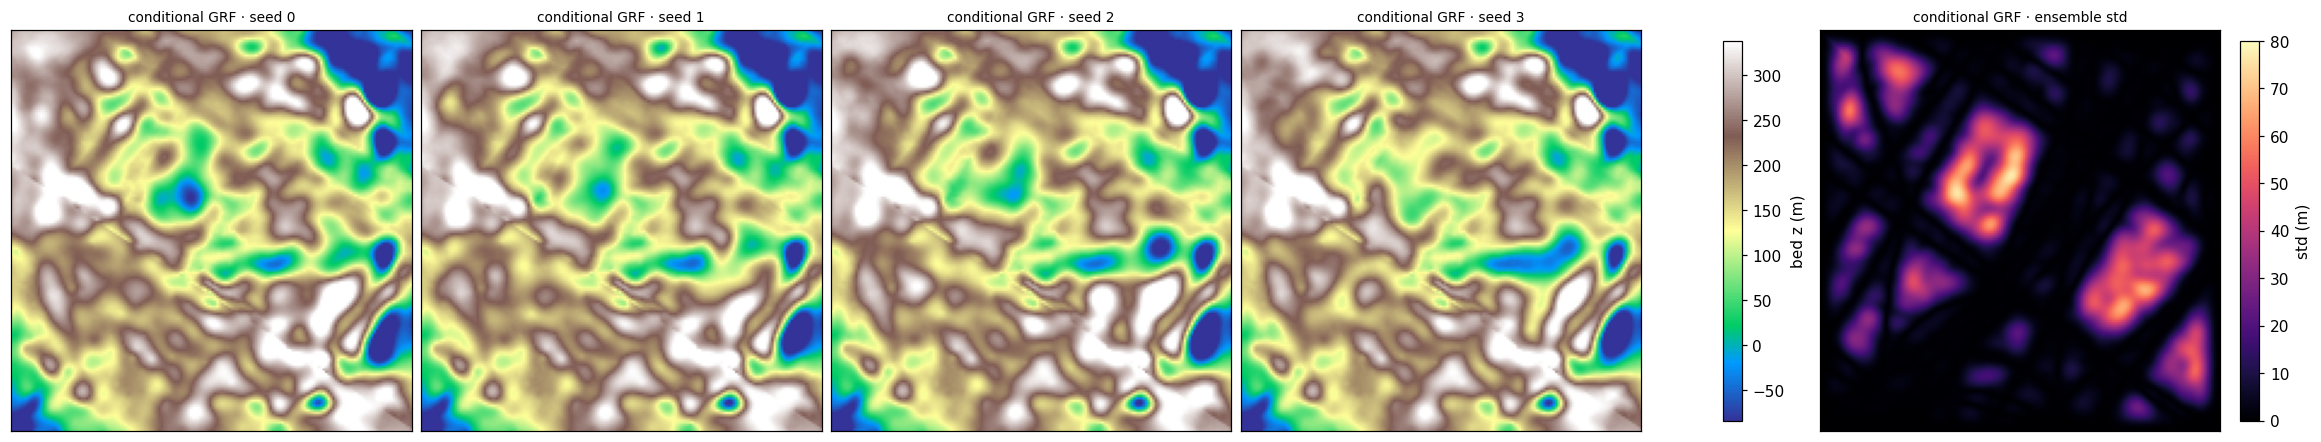 conditional GRF · seed 0
conditional GRF · seed 1
conditional GRF · seed 2
conditional GRF · seed 3
300
250
200
150
100
50
0
−50
bed z (m)
conditional GRF · ensemble std
80
70
60
50
40
30
20
10
0
std (m)